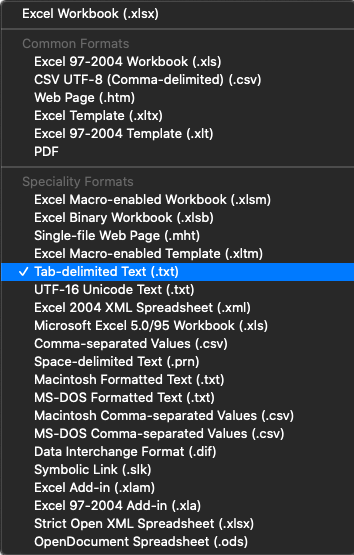 Excel Workbook (.xlsx)
Common Formats
Excel 97-2004 Workbook (.xls)
CSV UTF-8 (Comma-delimited) (.csv)
Web Page (.htm)
Excel Template (.xltx)
Excel 97-2004 Template (.xlt)
PDF
Speciality Formats
Excel Macro-enabled Workbook (.xlsm)
Excel Binary Workbook (.xlsb)
Single-file Web Page (.mht)
Excel Macro-enabled Template (.xltm)
✓ Tab-delimited Text (.txt)
UTF-16 Unicode Text (.txt)
Excel 2004 XML Spreadsheet (.xml)
Microsoft Excel 5.0/95 Workbook (.xls)
Comma-separated Values (.csv)
Space-delimited Text (.prn)
Macintosh Formatted Text (.txt)
MS-DOS Formatted Text (.txt)
Macintosh Comma-separated Values (.csv)
MS-DOS Comma-separated Values (.csv)
Data Interchange Format (.dif)
Symbolic Link (.slk)
Excel Add-in (.xlam)
Excel 97-2004 Add-in (.xla)
Strict Open XML Spreadsheet (.xlsx)
OpenDocument Spreadsheet (.ods)